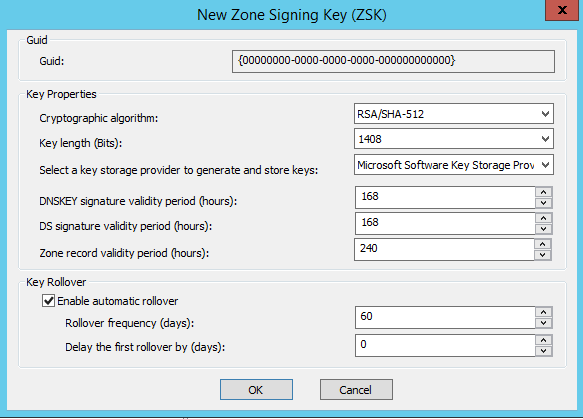 New Zone Signing Key (ZSK)
x
Guid
Guid: {00000000-0000-0000-0000-000000000000}
Key Properties
Cryptographic algorithm: RSA/SHA-512
Key length (Bits): 1408
Select a key storage provider to generate and store keys: Microsoft Software Key Storage Prov
DNSKEY signature validity period (hours): 168
DS signature validity period (hours): 168
Zone record validity period (hours): 240
Key Rollover
Enable automatic rollover
Rollover frequency (days): 60
Delay the first rollover by (days): 0
OK Cancel